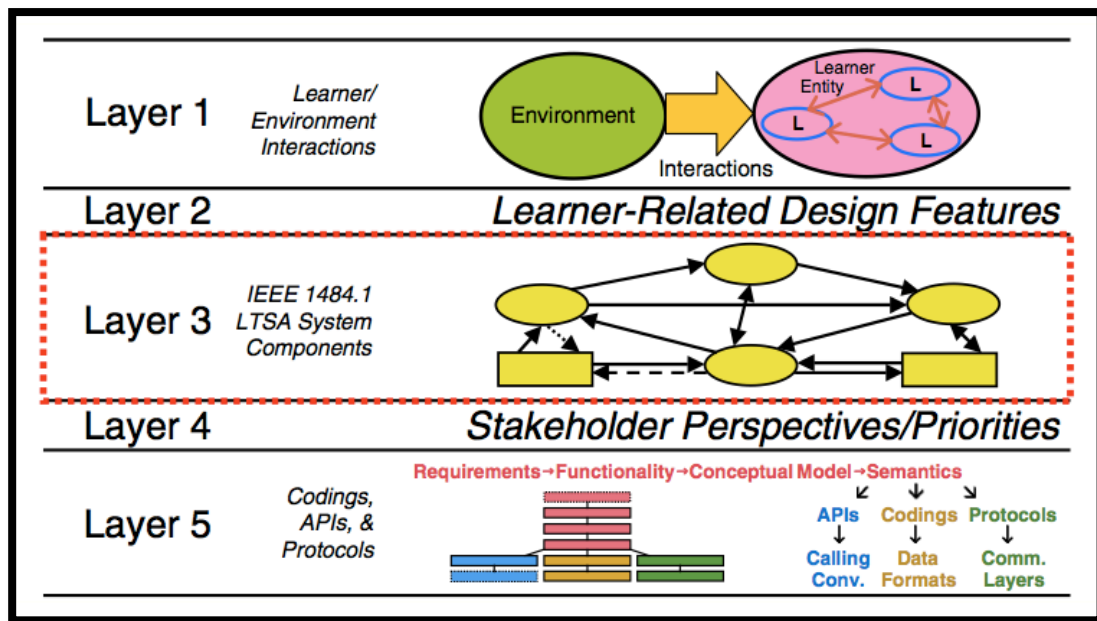 Layer 1
Learner/
Environment
Interactions
Environment
Interactions
Learner
Entity
L
L
L
Layer 2
Learner-Related Design Features
Layer 3
IEEE 1484.1
LTSA System
Components
Layer 4
Stakeholder Perspectives/Priorities
Layer 5
Codings,
APIs, &
Protocols
Requirements→Functionality→Conceptual Model→Semantics
APIs Codings Protocols
Calling
Conv.
Data
Formats
Comm.
Layers